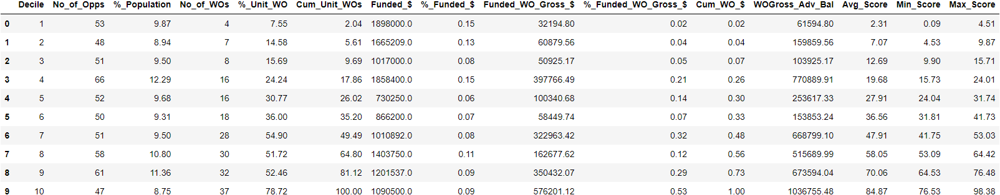 Decile No_of_Opps %_Population No_of_WOs %_Unit_WO Cum_Unit_WOs Funded_$ %_Funded_$ Funded_WO_Gross_$ %_Funded_WO_Gross_$ Cum_WO_$ WOGross_Adv_Bal Avg_Score Min_Score Max_Score
0 1 53 9.87 4 7.55 2.04 1898000.0 0.15 32194.80 0.02 0.02 61594.80 2.31 0.09 4.51
1 2 48 8.94 7 14.58 5.61 1665209.0 0.13 60879.56 0.04 0.04 159859.56 7.07 4.53 9.87
2 3 51 9.50 8 15.69 9.69 1017000.0 0.08 50925.17 0.05 0.07 103925.17 12.69 9.90 15.71
3 4 66 12.29 16 24.24 17.86 1858400.0 0.15 397766.49 0.21 0.26 770889.91 19.68 15.73 24.01
4 5 52 9.68 16 30.77 26.02 730250.0 0.06 100340.68 0.14 0.30 253617.33 27.91 24.04 31.74
5 6 50 9.31 18 36.00 35.20 866200.0 0.07 58449.74 0.07 0.33 153853.24 36.56 31.81 41.73
6 7 51 9.50 28 54.90 49.49 1010892.0 0.08 322963.42 0.32 0.48 668799.10 47.91 41.75 53.03
7 8 58 10.80 30 51.72 64.80 1403750.0 0.11 162677.62 0.12 0.56 515689.99 58.05 53.09 64.42
8 9 61 11.36 32 52.46 81.12 1201537.0 0.09 350432.07 0.29 0.73 673594.04 70.06 64.53 76.48
9 10 47 8.75 37 78.72 100.00 1090500.0 0.09 576201.12 0.53 1.00 1036755.48 84.87 76.53 98.38